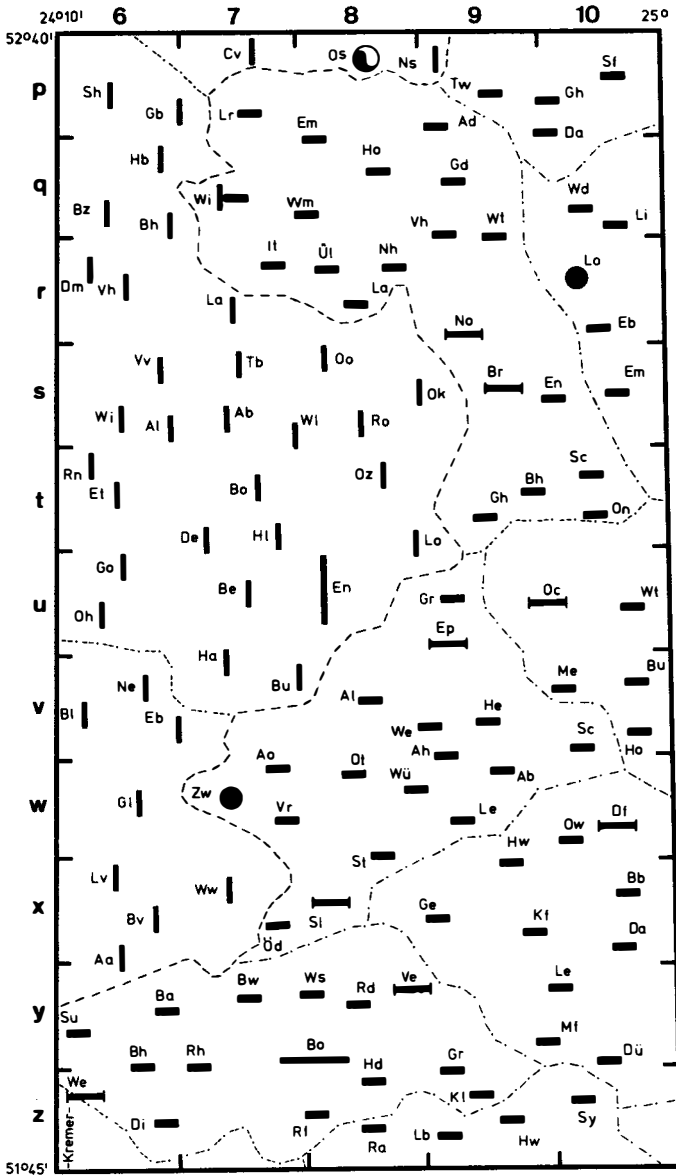 6 7 8 9 10
24°10' 25°
52°40'
Cv Os Ns
p Sh Gb Lr Em Ad Tw Gh Sf
Da
q Hb Ho Gd
Bz Bh Wi Wm Vh Wt Wd Li
r Dm Vh It Ül Nh Lo
La La No Eb
s Vv Tb Oo Ok Br En Em
Wi Al Ab Wl Ro
t Rn Et Bo Oz Gh Bh Sc
On
De Hl Lo
u Go Be En Gr Oc Wt
Oh Ep
Ha Bu Me Bu
v Ne Al He
Bl Eb We Sc Ho
Ao Ot Ah Ab
w Gl Zw Vr Wü Le Ow Df
St Hw
x Lv Ww Sl Ge Kf Bb
Bv Öd Da
Aa
y Ba Bw Ws Rd Ve Le
Su Mf
Bh Rh Bo Hd Gr Dü
z We Kl Sy
Kremer-
Di Rf Ra Lb Hw
51°45'